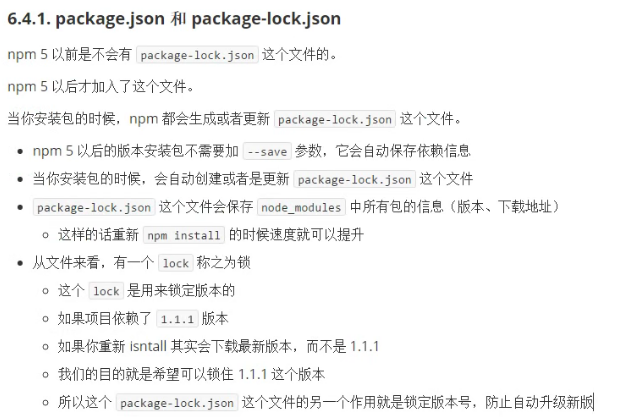 6.4.1. package.json 和 package-lock.json
npm 5 以前是不会有 package-lock.json 这个文件的。
npm 5 以后才加入了这个文件。
当你安装包的时候，npm 都会生成或者更新 package-lock.json 这个文件。
npm 5 以后的版本安装包不需要加 --save 参数，它会自动保存依赖信息
当你安装包的时候，会自动创建或者是更新 package-lock.json 这个文件
package-lock.json 这个文件会保存 node_modules 中所有包的信息（版本、下载地址）
这样的话重新 npm install 的时候速度就可以提升
从文件来看，有一个 lock 称之为锁
这个 lock 是用来锁定版本的
如果项目依赖了 1.1.1 版本
如果你重新 isntall 其实会下载最新版本，而不是 1.1.1
我们的目的就是希望可以锁住 1.1.1 这个版本
所以这个 package-lock.json 这个文件的另一个作用就是锁定版本号，防止自动升级新版